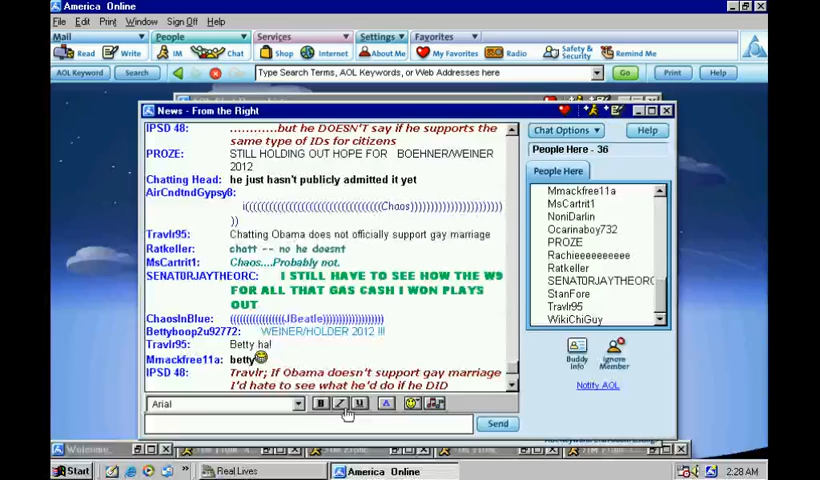 America Online
File Edit Print Window Sign Off Help
Mail People Services Settings Favorites
Read Write IM Chat Shop Internet About Me My Favorites Radio Safety & Security Remind Me
AOL Keyword Search Type Search Terms, AOL Keywords, or Web Addresses here Go Print Help
News - From the Right
IPSD 48: ............but he DOESN'T say if he supports the
same type of IDs for citizens
PROZE: STILL HOLDING OUT HOPE FOR BOEHNER/WEINER
2012
Chatting Head: he just hasn't publicly admitted it yet
AirCndtndGypsy8:
Travlr95: Chatting Obama does not officially support gay marriage
Ratkeller: chatt -- no he doesnt
MsCartrit1: Chaos....Probably not.
SENAT0RJAYTHEORC: I STILL HAVE TO SEE HOW THE W9
FOR ALL THAT GAS CASH I WON PLAYS
OUT
ChaosInBlue: ((((((((((((((((((JBeatle))))))))))))))))))))
Bettyboop2u92772: WEINER/HOLDER 2012 !!!
Travlr95: Betty ha!
Mmackfree11a: betty
IPSD 48: Travlr; If Obama doesn't support gay marriage
I'd hate to see what he'd do if he DID
Arial B I U A
Send
Chat Options Help
People Here - 36
People Here
Mmackfree11a
MsCartrit1
NoniDarlin
Ocarinaboy732
PROZE
Rachieeeeeeeeee
Ratkeller
SENAT0RJAYTHEORC
StanFore
Travlr95
WikiChiGuy
Buddy Info Ignore Member
Notify AOL
Welcome,
Start Real Lives America Online 2:28 AM